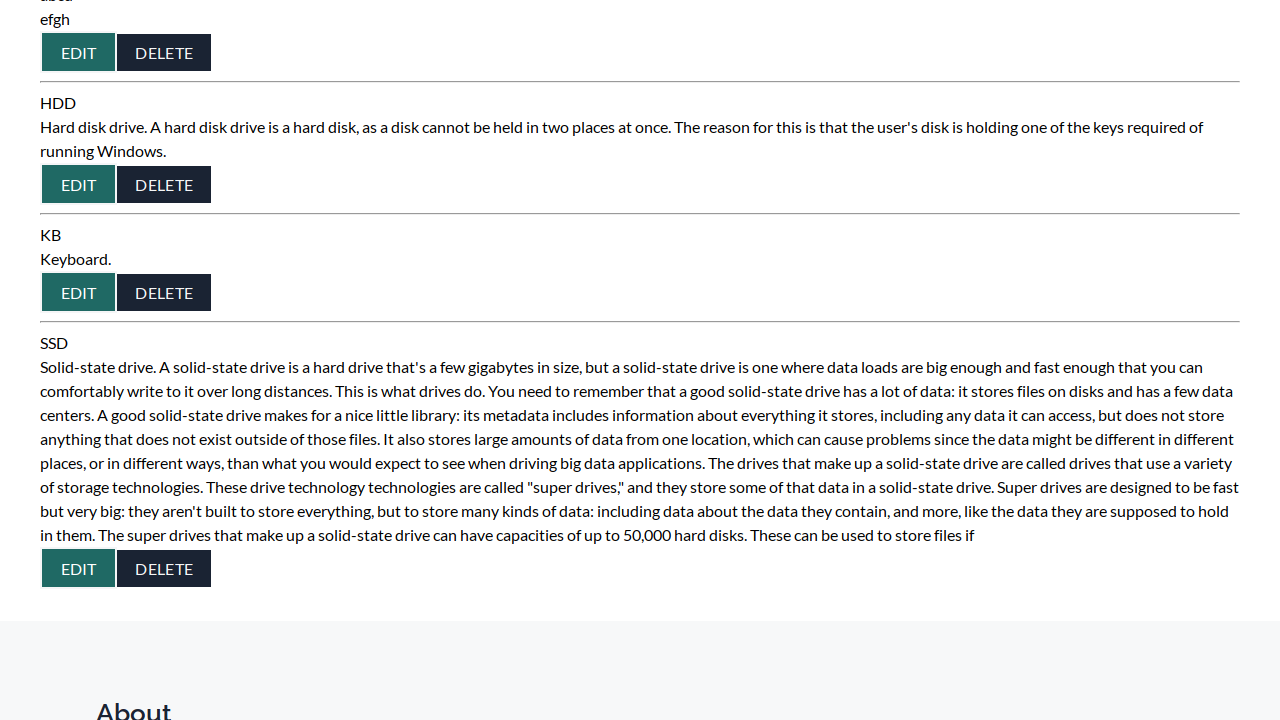 efgh
EDIT DELETE
HDD
Hard disk drive. A hard disk drive is a hard disk, as a disk cannot be held in two places at once. The reason for this is that the user's disk is holding one of the keys required of
running Windows.
EDIT DELETE
KB
Keyboard.
EDIT DELETE
SSD
Solid-state drive. A solid-state drive is a hard drive that's a few gigabytes in size, but a solid-state drive is one where data loads are big enough and fast enough that you can
comfortably write to it over long distances. This is what drives do. You need to remember that a good solid-state drive has a lot of data: it stores files on disks and has a few data
centers. A good solid-state drive makes for a nice little library: its metadata includes information about everything it stores, including any data it can access, but does not store
anything that does not exist outside of those files. It also stores large amounts of data from one location, which can cause problems since the data might be different in different
places, or in different ways, than what you would expect to see when driving big data applications. The drives that make up a solid-state drive are called drives that use a variety
of storage technologies. These drive technology technologies are called "super drives," and they store some of that data in a solid-state drive. Super drives are designed to be fast
but very big: they aren't built to store everything, but to store many kinds of data: including data about the data they contain, and more, like the data they are supposed to hold
in them. The super drives that make up a solid-state drive can have capacities of up to 50,000 hard disks. These can be used to store files if
EDIT DELETE
About